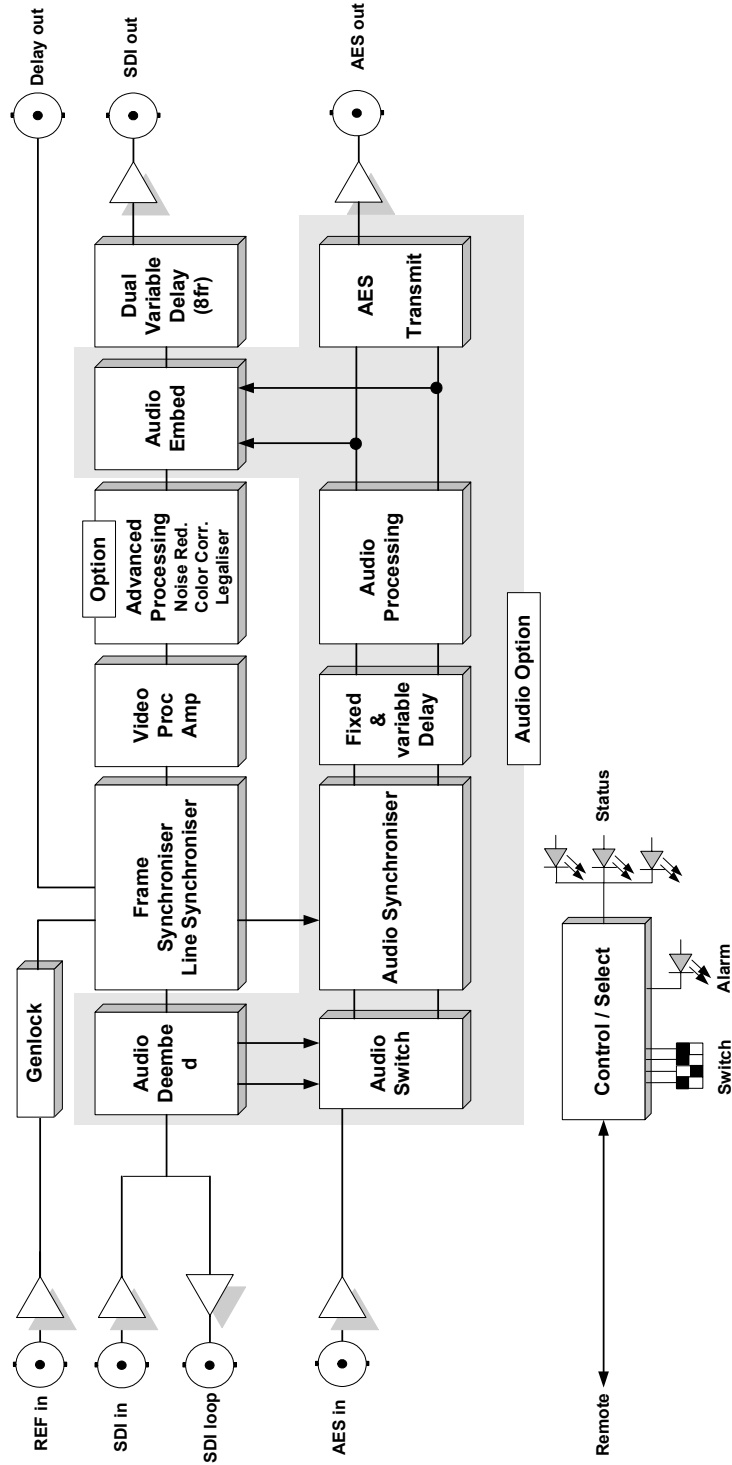 REF in
SDI in
SDI loop
AES in
Remote
Genlock
Audio
Deembe
d
Frame
Synchroniser
Line Synchroniser
Video
Proc
Amp
Option
Advanced
Processing
Noise Red.
Color Corr.
Legaliser
Audio
Embed
Dual
Variable
Delay
(8fr)
Delay out
SDI out
AES out
Audio
Switch
Audio Synchroniser
Fixed
&
variable
Delay
Audio
Processing
AES
Transmit
Audio Option
Control / Select
Switch
Alarm
Status